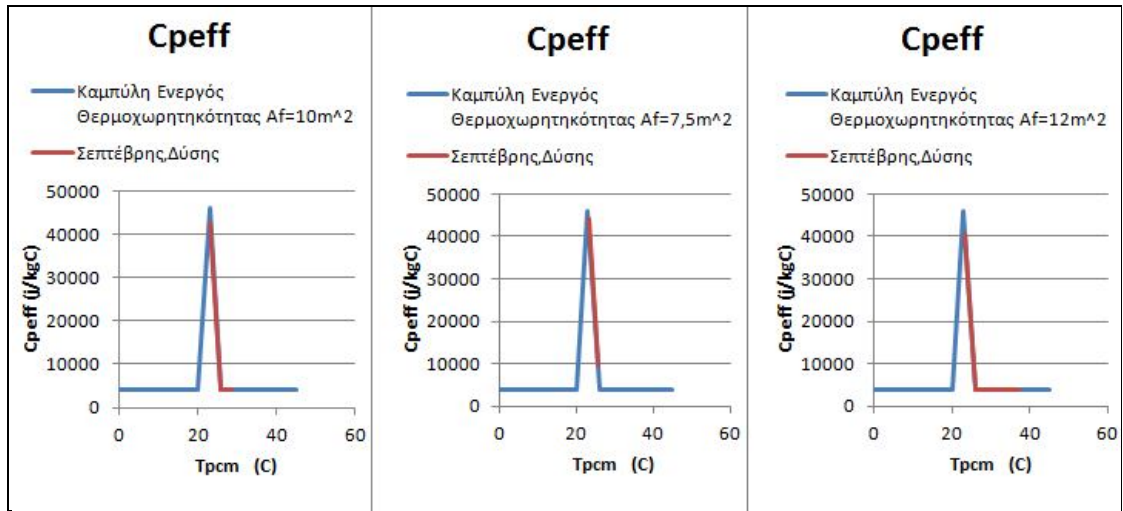 Cpeff
Καμπύλη Ενεργός
Θερμοχωρητηκότητας Af=10m^2
Σεπτέβρης,Δύσης
50000
40000
30000
20000
10000
0
Cpeff (j/kgC)
0 20 40 60
Tpcm (C)
Cpeff
Καμπύλη Ενεργός
Θερμοχωρητηκότητας Af=7,5m^2
Σεπτέβρης,Δύσης
50000
40000
30000
20000
10000
0
Cpeff (j/kgC)
0 20 40 60
Tpcm (C)
Cpeff
Καμπύλη Ενεργός
Θερμοχωρητηκότητας Af=12m^2
Σεπτέβρης,Δύσης
50000
40000
30000
20000
10000
0
Cpeff (j/kgC)
0 20 40 60
Tpcm (C)